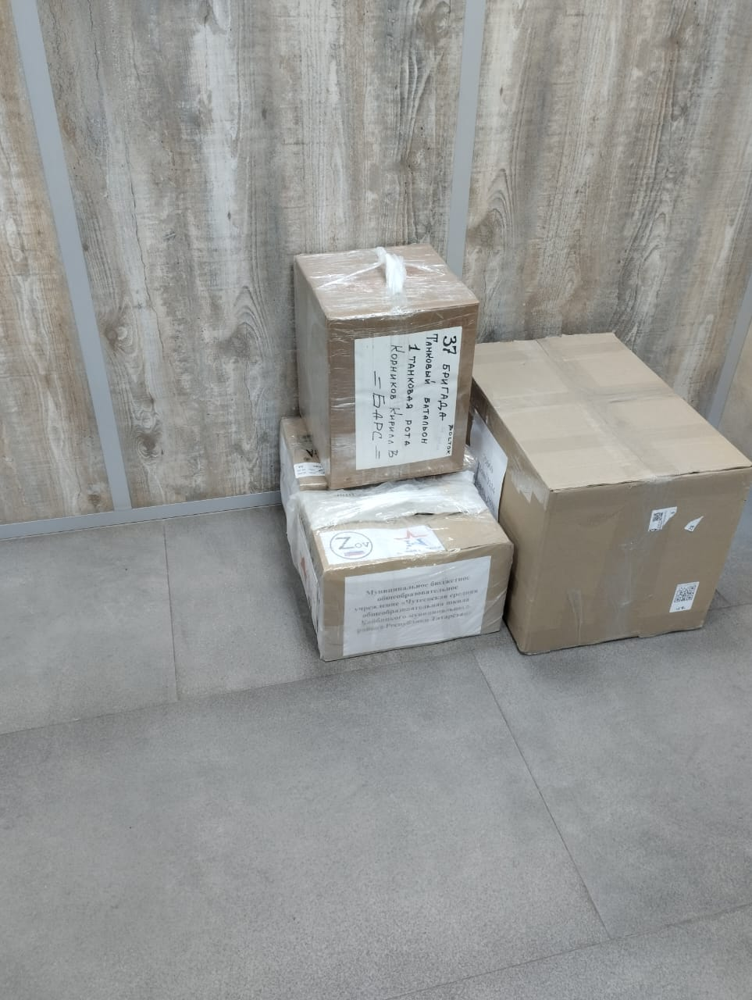 37 БРИГАДА ВОСТОК
ТАНКОВЫЙ БАТАЛЬОН
1 ТАНКОВАЯ РОТА
КОРНИКОВ КИРИЛЛ В
= БАРС =
ZOV
Муниципальное бюджетное
общеобразовательное
учреждение «Чутеевская средняя
общеобразовательная школа
Кайбицкого муниципального
района Республики Татарстан»